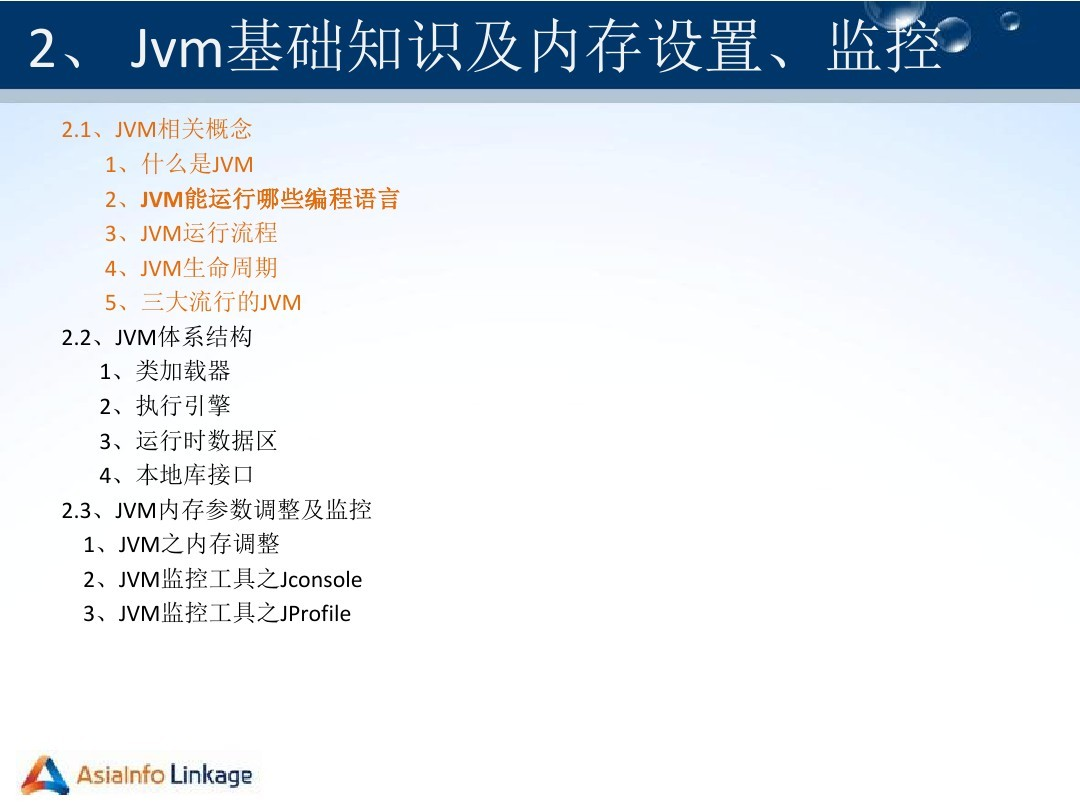 2、 Jvm基础知识及内存设置、监控
2.1、JVM相关概念
1、什么是JVM
2、JVM能运行哪些编程语言
3、JVM运行流程
4、JVM生命周期
5、三大流行的JVM
2.2、JVM体系结构
1、类加载器
2、执行引擎
3、运行时数据区
4、本地库接口
2.3、JVM内存参数调整及监控
1、JVM之内存调整
2、JVM监控工具之Jconsole
3、JVM监控工具之JProfile
AsiaInfo Linkage